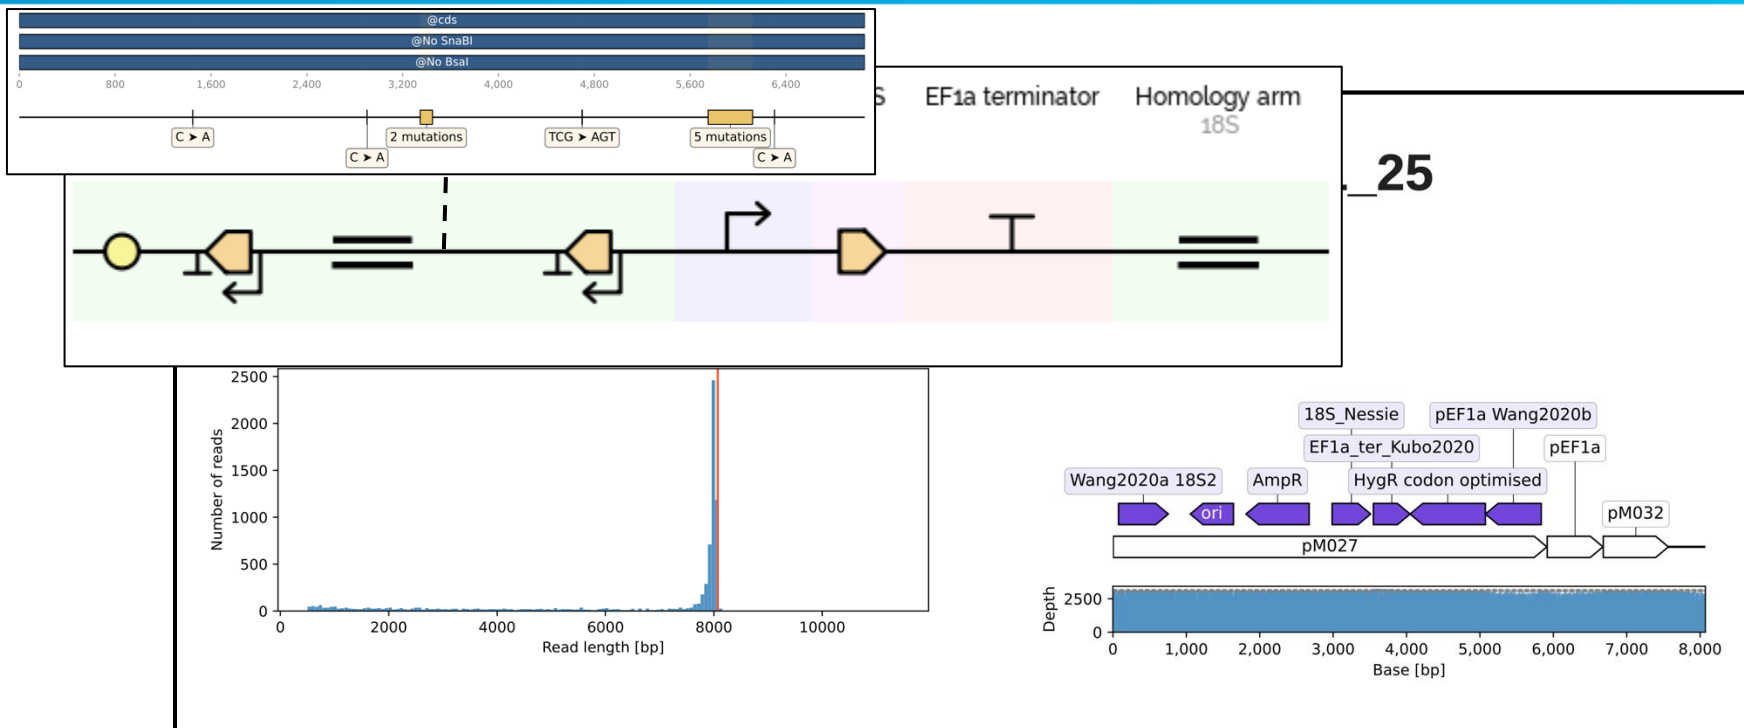 @cds
@No SnaBI
@No BsaI
0 800 1,600 2,400 3,200 4,000 4,800 5,600 6,400
C ➤ A 2 mutations TCG ➤ AGT 5 mutations
C ➤ A C ➤ A
S EF1a terminator Homology arm
18S
_25
2500
2000
1500
1000
500
0
Number of reads
0 2000 4000 6000 8000 10000
Read length [bp]
18S_Nessie pEF1a Wang2020b
EF1a_ter_Kubo2020 pEF1a
Wang2020a 18S2 AmpR HygR codon optimised
ori pM032
pM027
2500
0
Depth
0 1,000 2,000 3,000 4,000 5,000 6,000 7,000 8,000
Base [bp]